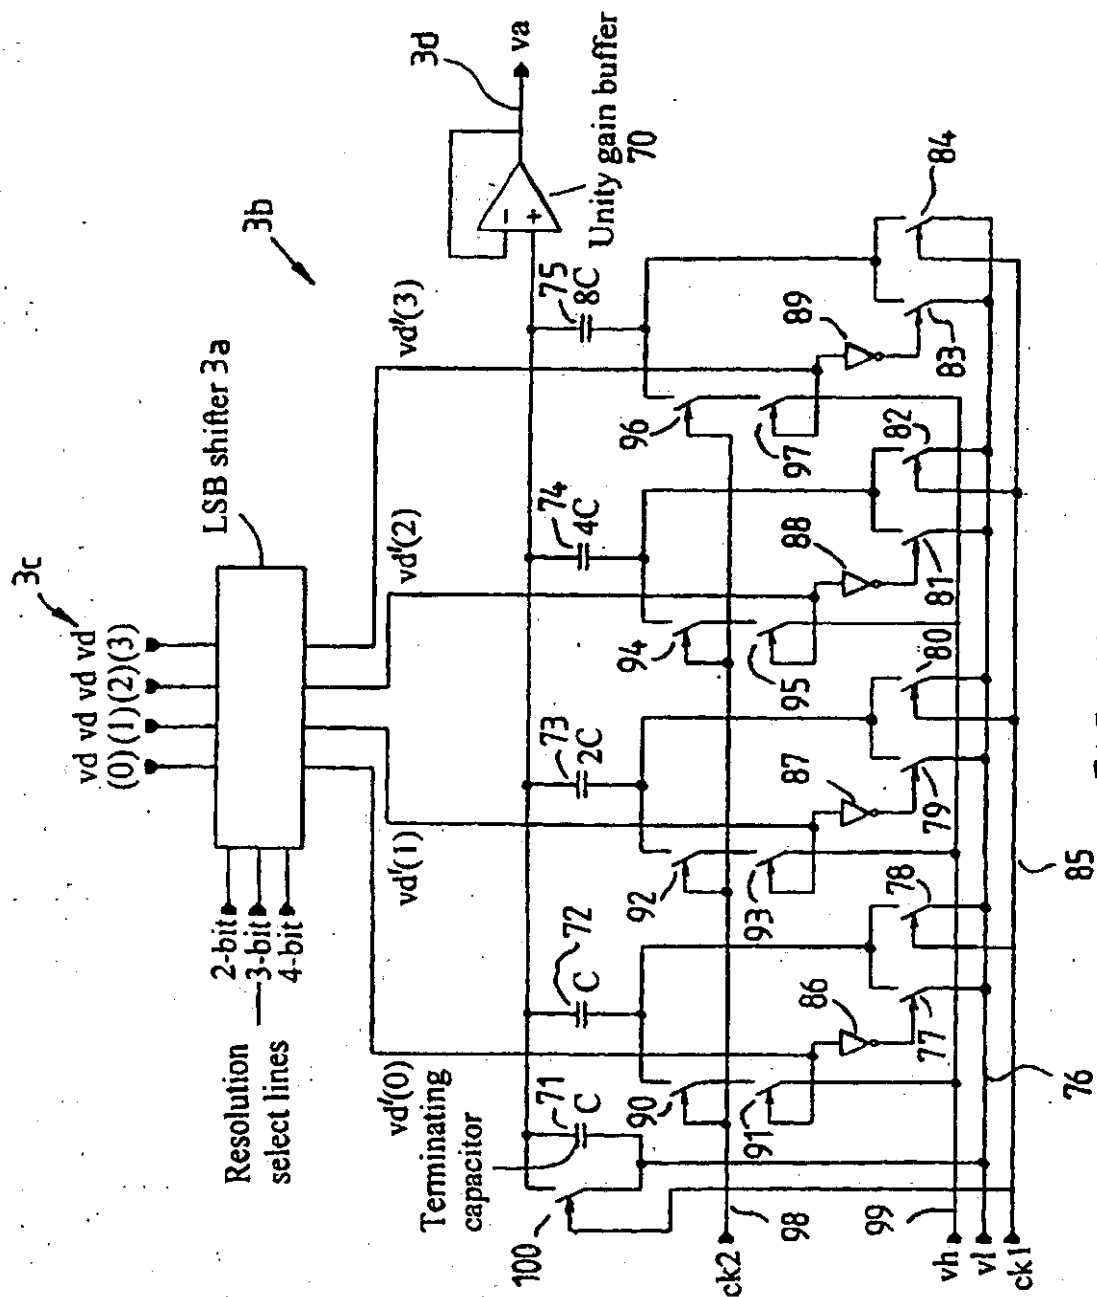 3c
vd vd vd vd
(0)(1)(2)(3)
LSB shifter 3a
3b
2-bit
3-bit
4-bit
Resolution
select lines
vd'(0)
vd'(1)
vd'(2)
vd'(3)
3d
va
Unity gain buffer
70
Terminating
capacitor
71
C
72
C
73
2C
74
4C
75
8C
100
90
91
92
93
94
95
96
97
86
87
88
89
77
78
79
80
81
82
83
84
ck2
98
vh
99
vl
76
ck1
85